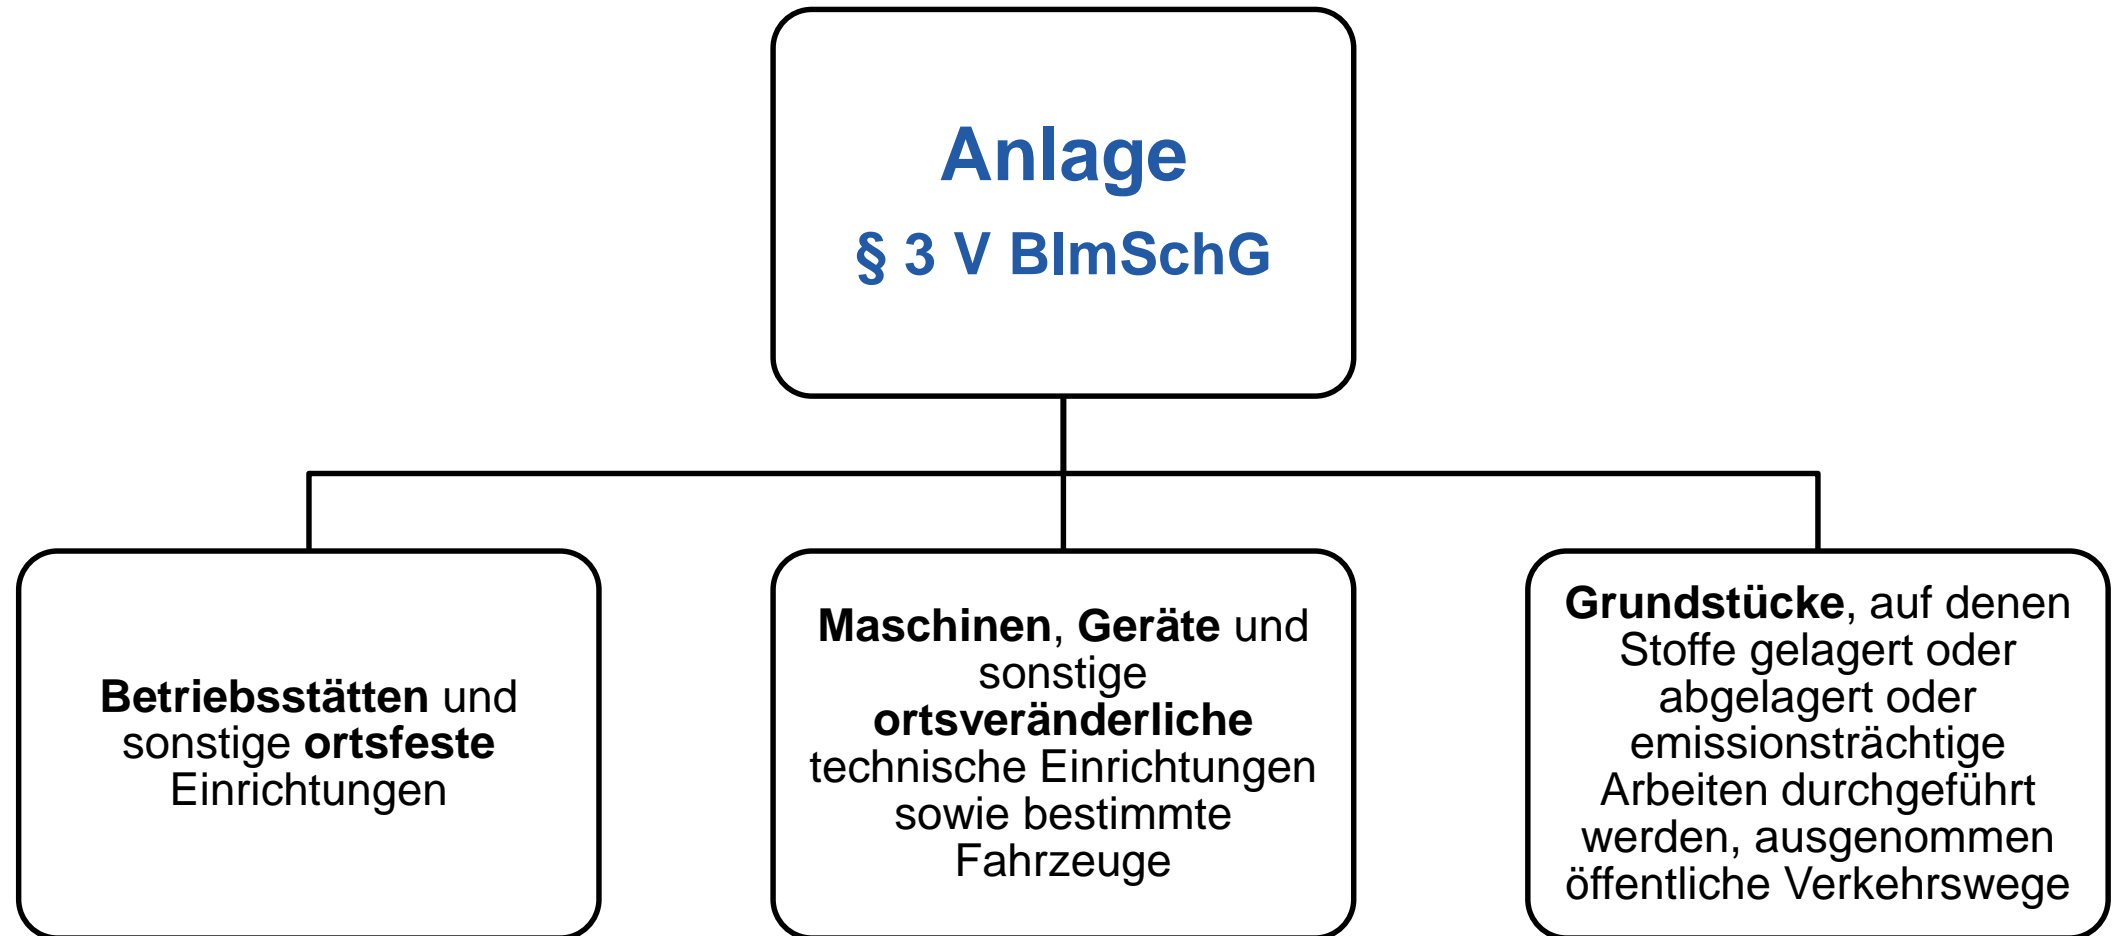 Anlage
§ 3 V BImSchG
Betriebsstätten und
sonstige ortsfeste
Einrichtungen
Maschinen, Geräte und
sonstige
ortsveränderliche
technische Einrichtungen
sowie bestimmte
Fahrzeuge
Grundstücke, auf denen
Stoffe gelagert oder
abgelagert oder
emissionsträchtige
Arbeiten durchgeführt
werden, ausgenommen
öffentliche Verkehrswege